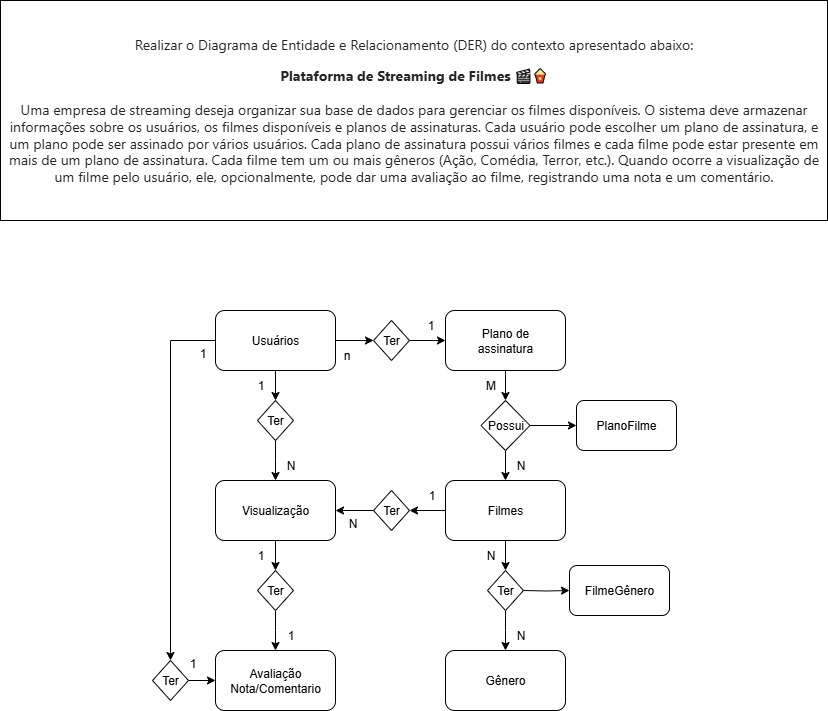 Realizar o Diagrama de Entidade e Relacionamento (DER) do contexto apresentado abaixo:
Plataforma de Streaming de Filmes 🎬🍿
Uma empresa de streaming deseja organizar sua base de dados para gerenciar os filmes disponíveis. O sistema deve armazenar
informações sobre os usuários, os filmes disponíveis e planos de assinaturas. Cada usuário pode escolher um plano de assinatura, e
um plano pode ser assinado por vários usuários. Cada plano de assinatura possui vários filmes e cada filme pode estar presente em
mais de um plano de assinatura. Cada filme tem um ou mais gêneros (Ação, Comédia, Terror, etc.). Quando ocorre a visualização de
um filme pelo usuário, ele, opcionalmente, pode dar uma avaliação ao filme, registrando uma nota e um comentário.
Usuários
1
n
Ter
1
Plano de
assinatura
1
Ter
N
M
Possui
PlanoFilme
N
Visualização
N
Ter
1
Filmes
1
Ter
1
N
Ter
FilmeGênero
N
Ter
1
Avaliação
Nota/Comentario
Gênero